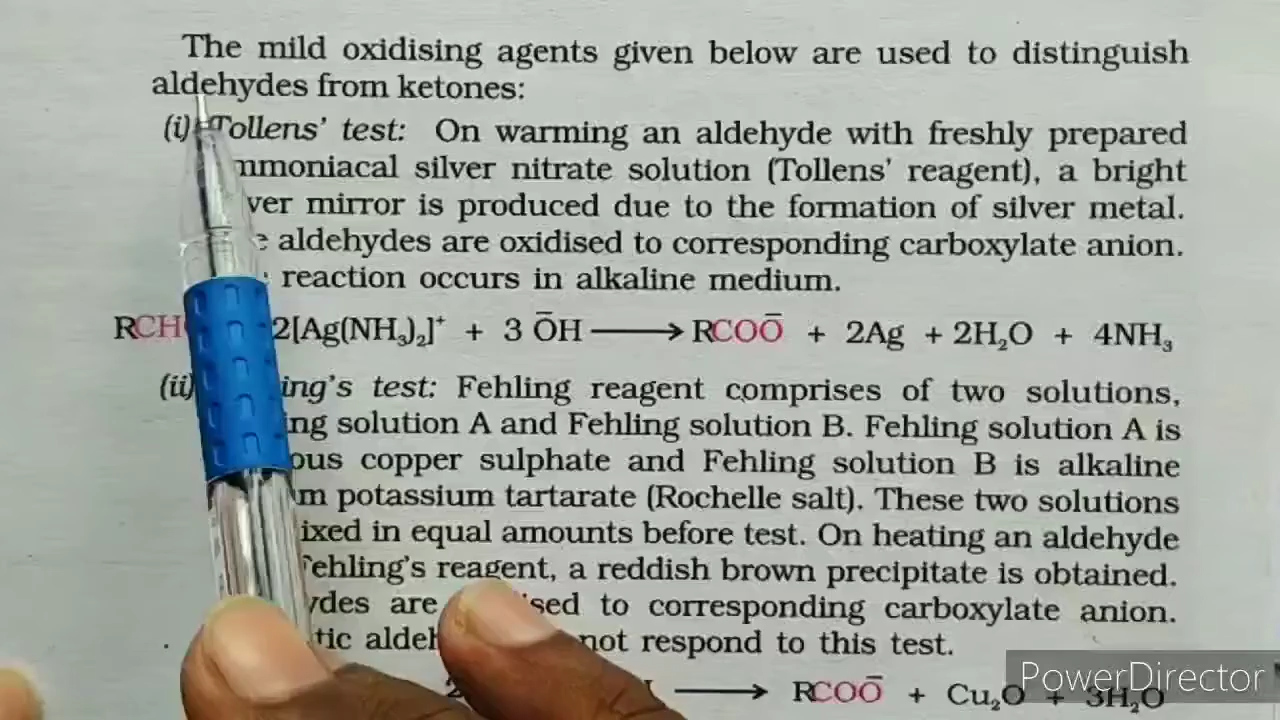 The mild oxidising agents given below are used to distinguish
aldehydes from ketones:
(i) Tollens' test: On warming an aldehyde with freshly prepared
mmoniacal silver nitrate solution (Tollens' reagent), a bright
ver mirror is produced due to the formation of silver metal.
e aldehydes are oxidised to corresponding carboxylate anion.
reaction occurs in alkaline medium.
RCH 2[Ag(NH₃)₂]⁺ + 3 ŌH ⟶ RCOŌ + 2Ag + 2H₂O + 4NH₃
(ii) ing's test: Fehling reagent comprises of two solutions,
ing solution A and Fehling solution B. Fehling solution A is
ous copper sulphate and Fehling solution B is alkaline
m potassium tartarate (Rochelle salt). These two solutions
ixed in equal amounts before test. On heating an aldehyde
Fehling's reagent, a reddish brown precipitate is obtained.
ydes are sed to corresponding carboxylate anion.
tic aldeh not respond to this test.
⟶ RCOŌ + Cu₂O + 3H₂O
PowerDirector